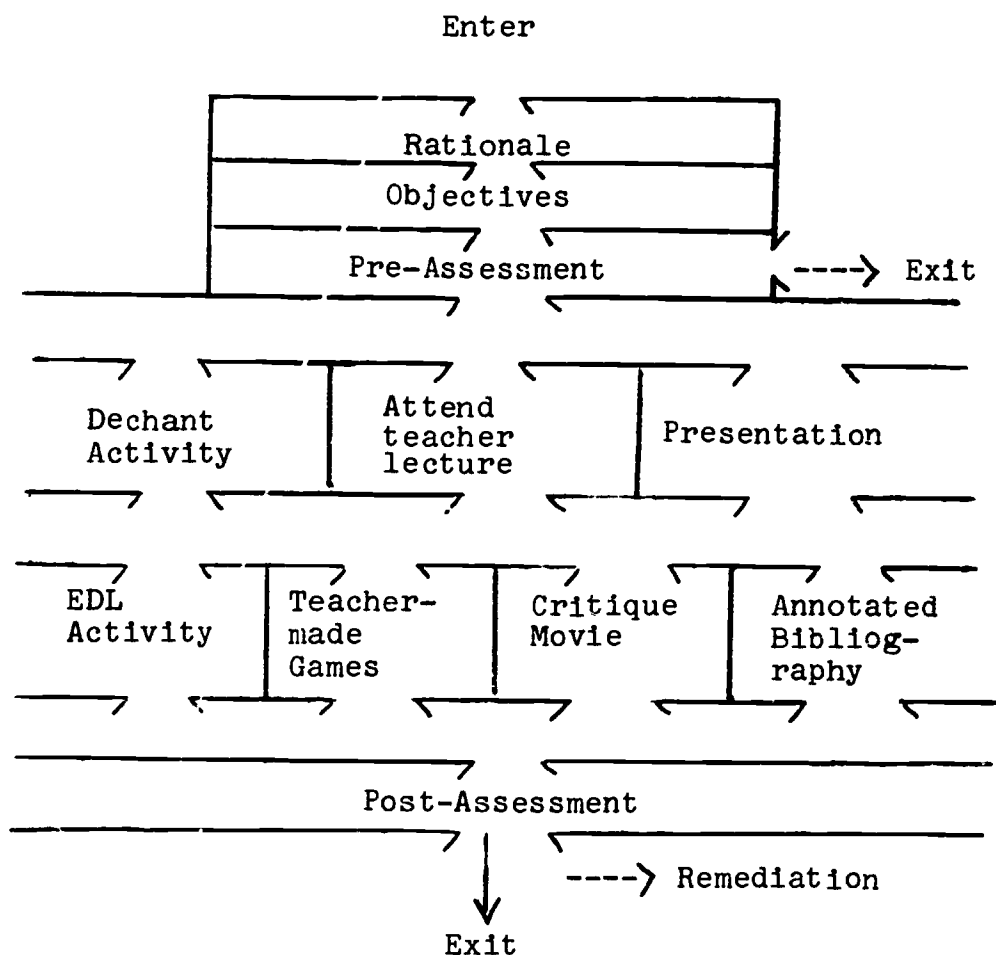 Enter
Rationale
Objectives
Pre-Assessment
Exit
Dechant
Activity
Attend
teacher
lecture
Presentation
EDL
Activity
Teacher-
made
Games
Critique
Movie
Annotated
Bibliog-
raphy
Post-Assessment
Remediation
Exit